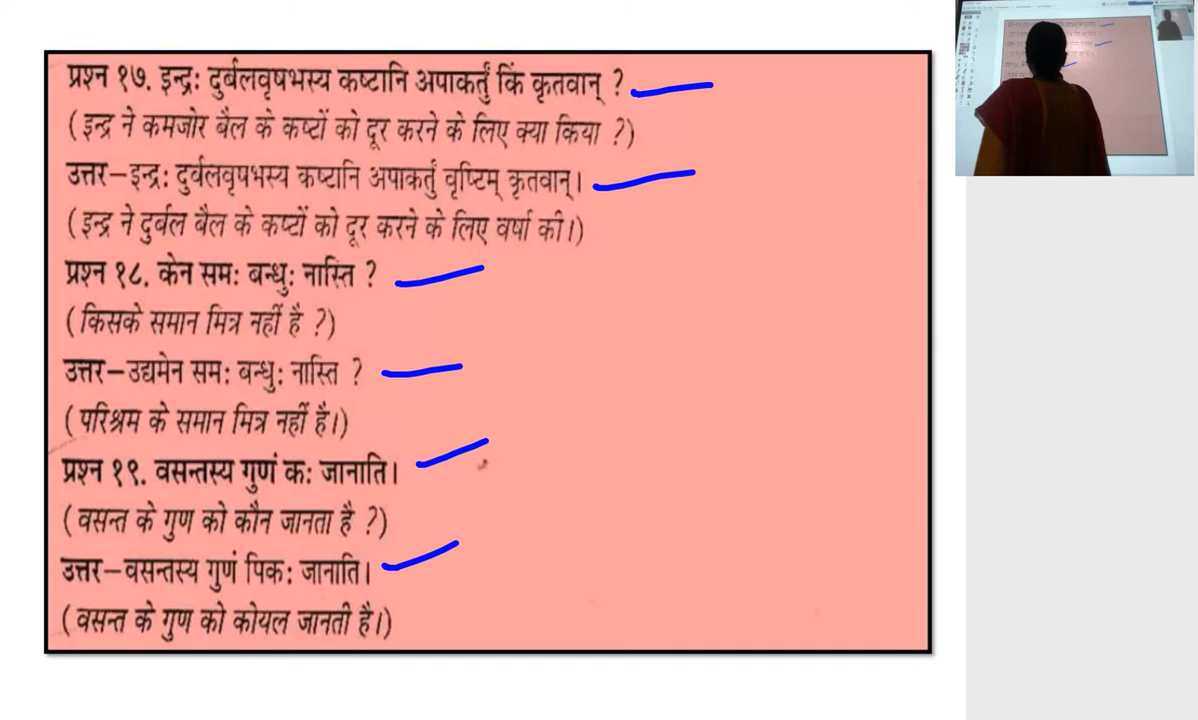 प्रश्न १७. इन्द्रः दुर्बलवृषभस्य कष्टानि अपाकर्तुं किं कृतवान् ?
(इन्द्र ने कमजोर बैल के कष्टों को दूर करने के लिए क्या किया ?)
उत्तर–इन्द्रः दुर्बलवृषभस्य कष्टानि अपाकर्तुं वृष्टिम् कृतवान्।
(इन्द्र ने दुर्बल बैल के कष्टों को दूर करने के लिए वर्षा की।)
प्रश्न १८. केन समः बन्धुः नास्ति ?
(किसके समान मित्र नहीं है ?)
उत्तर–उद्यमेन समः बन्धुः नास्ति ?
(परिश्रम के समान मित्र नहीं है।)
प्रश्न १९. वसन्तस्य गुणं कः जानाति।
(वसन्त के गुण को कौन जानता है ?)
उत्तर–वसन्तस्य गुणं पिकः जानाति।
(वसन्त के गुण को कोयल जानती है।)